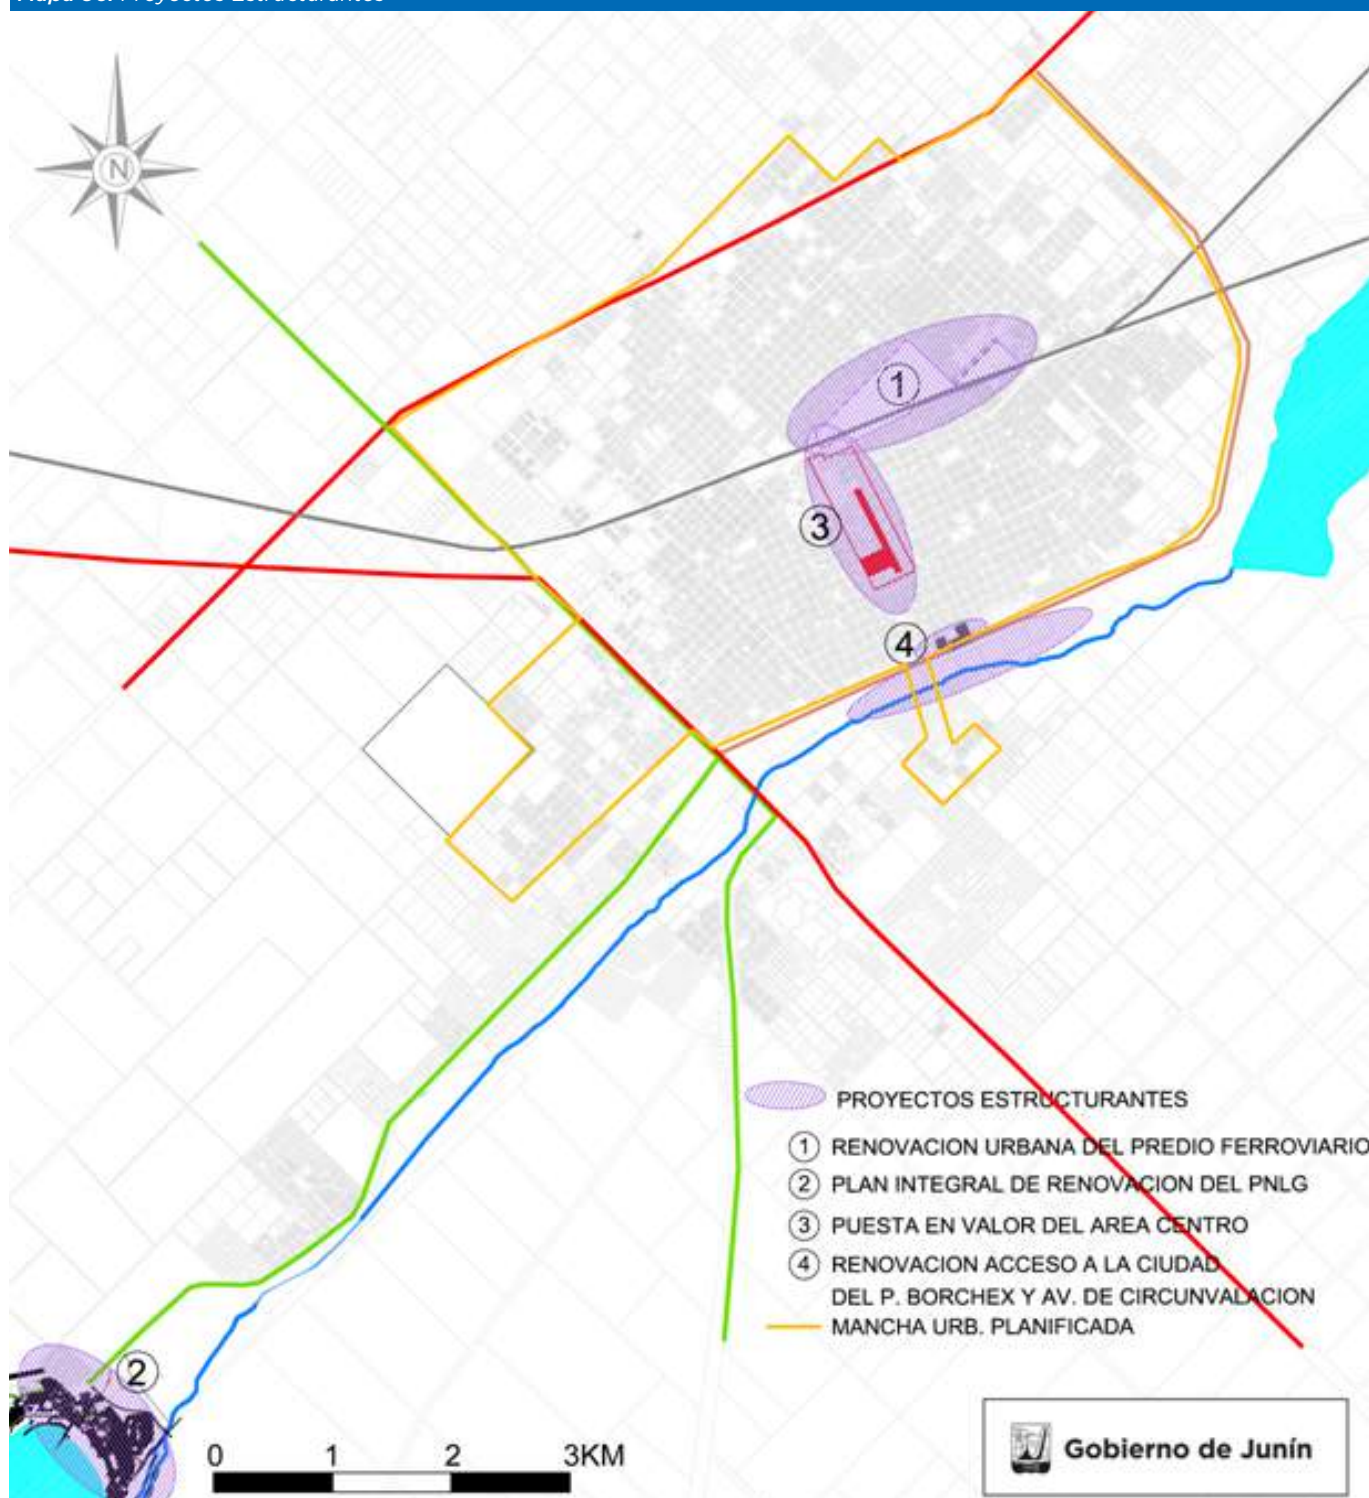 Proyectos Estructurantes
N
1
3
4
2
PROYECTOS ESTRUCTURANTES
1 RENOVACION URBANA DEL PREDIO FERROVIARIO
2 PLAN INTEGRAL DE RENOVACION DEL PNLG
3 PUESTA EN VALOR DEL AREA CENTRO
4 RENOVACION ACCESO A LA CIUDAD
DEL P. BORCHEX Y AV. DE CIRCUNVALACION
MANCHA URB. PLANIFICADA
0 1 2 3KM
Gobierno de Junín